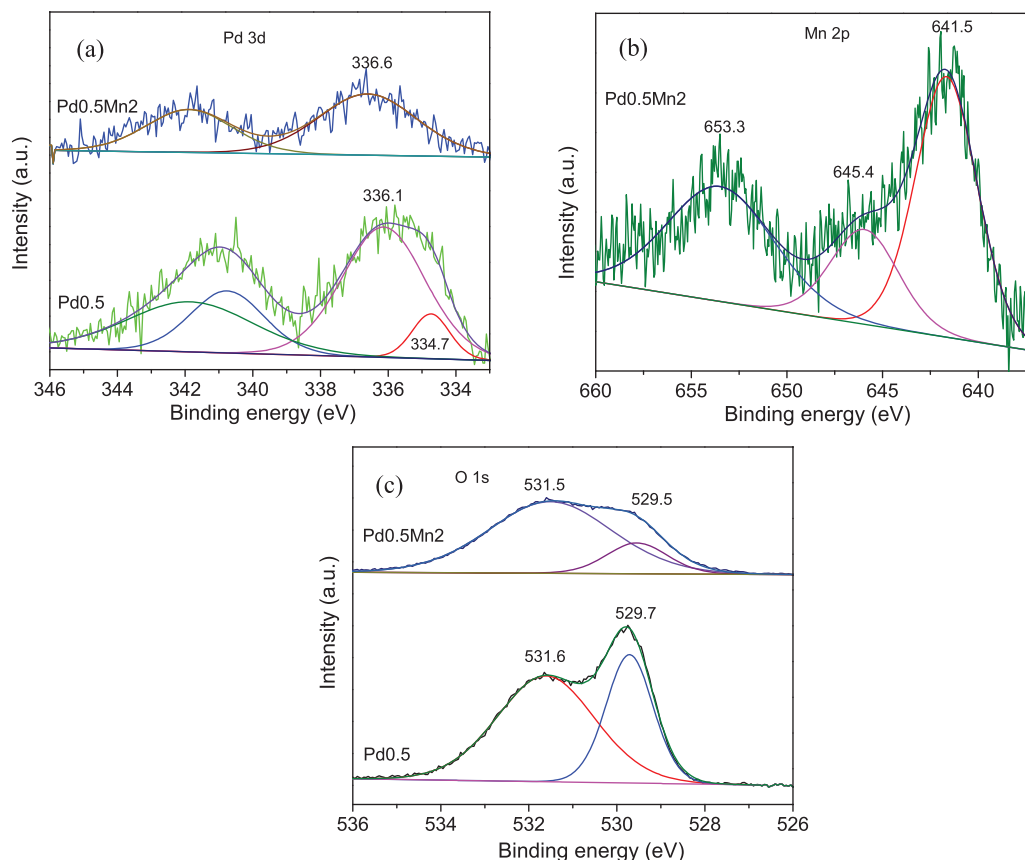 (a)
Pd 3d
336.6
Pd0.5Mn2
336.1
Pd0.5
334.7
Intensity (a.u.)
346 344 342 340 338 336 334
Binding energy (eV)
(b)
Mn 2p
641.5
Pd0.5Mn2
653.3
645.4
Intensity (a.u.)
660 655 650 645 640
Binding energy (eV)
(c)
O 1s
531.5
529.5
Pd0.5Mn2
529.7
531.6
Pd0.5
Intensity (a.u.)
536 534 532 530 528 526
Binding energy (eV)